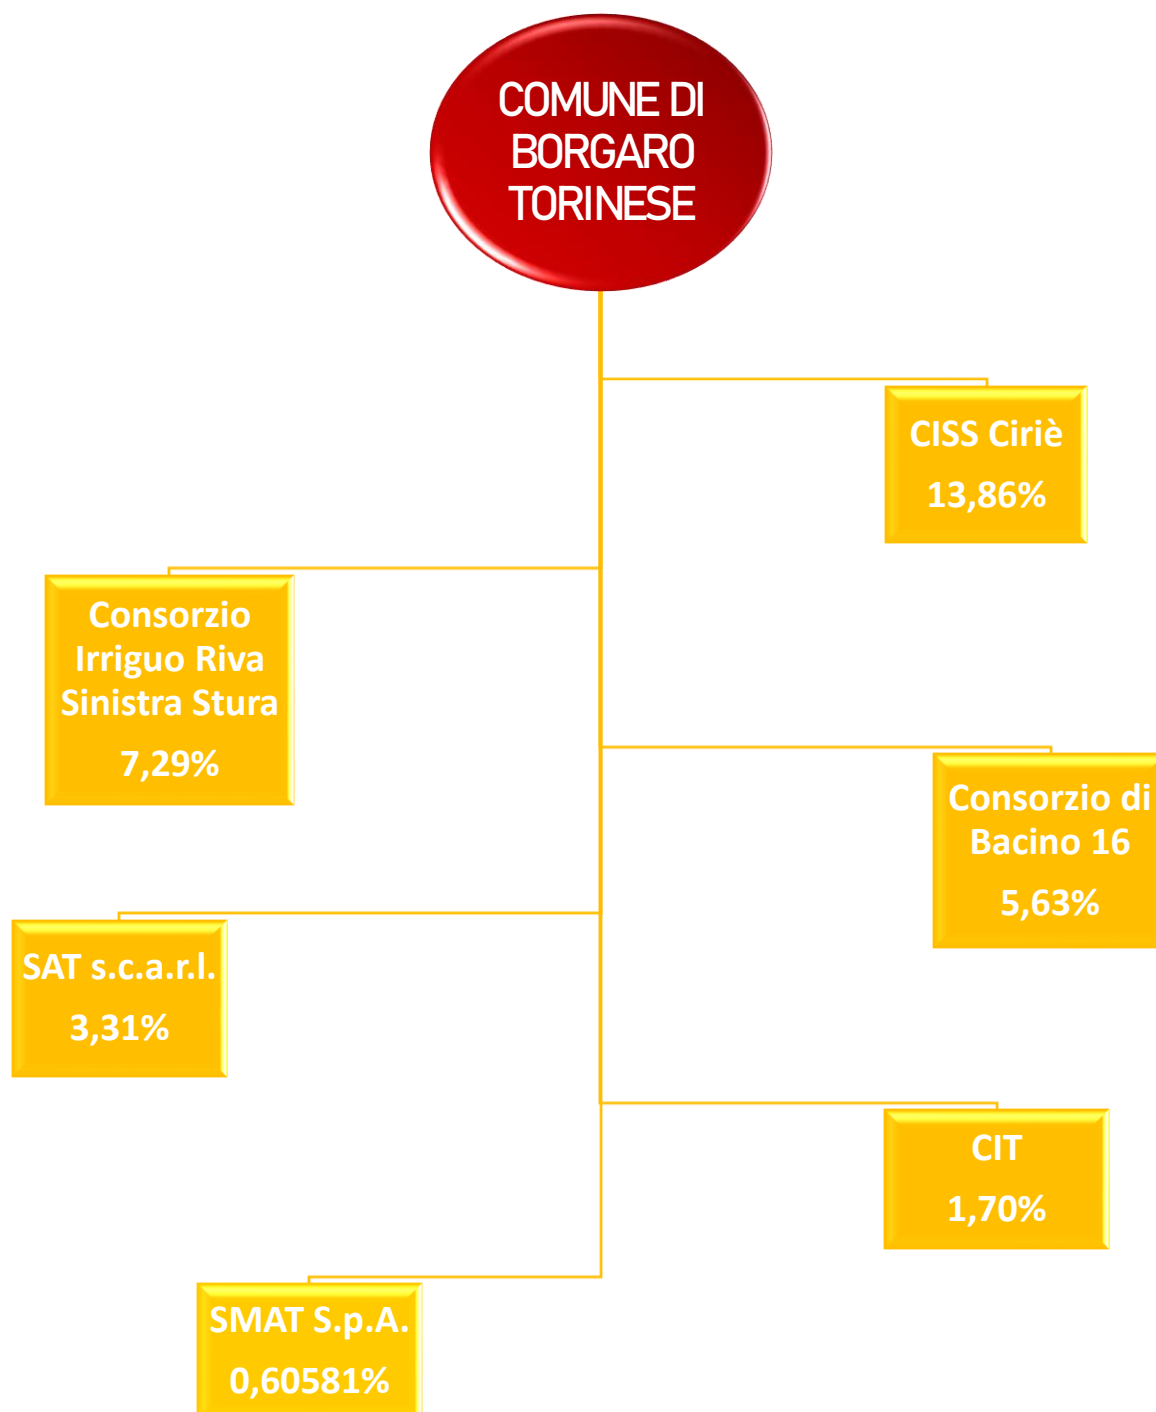 COMUNE DI
BORGARO
TORINESE
CISS Ciriè
13,86%
Consorzio
Irriguo Riva
Sinistra Stura
7,29%
Consorzio di
Bacino 16
5,63%
SAT s.c.a.r.l.
3,31%
CIT
1,70%
SMAT S.p.A.
0,60581%